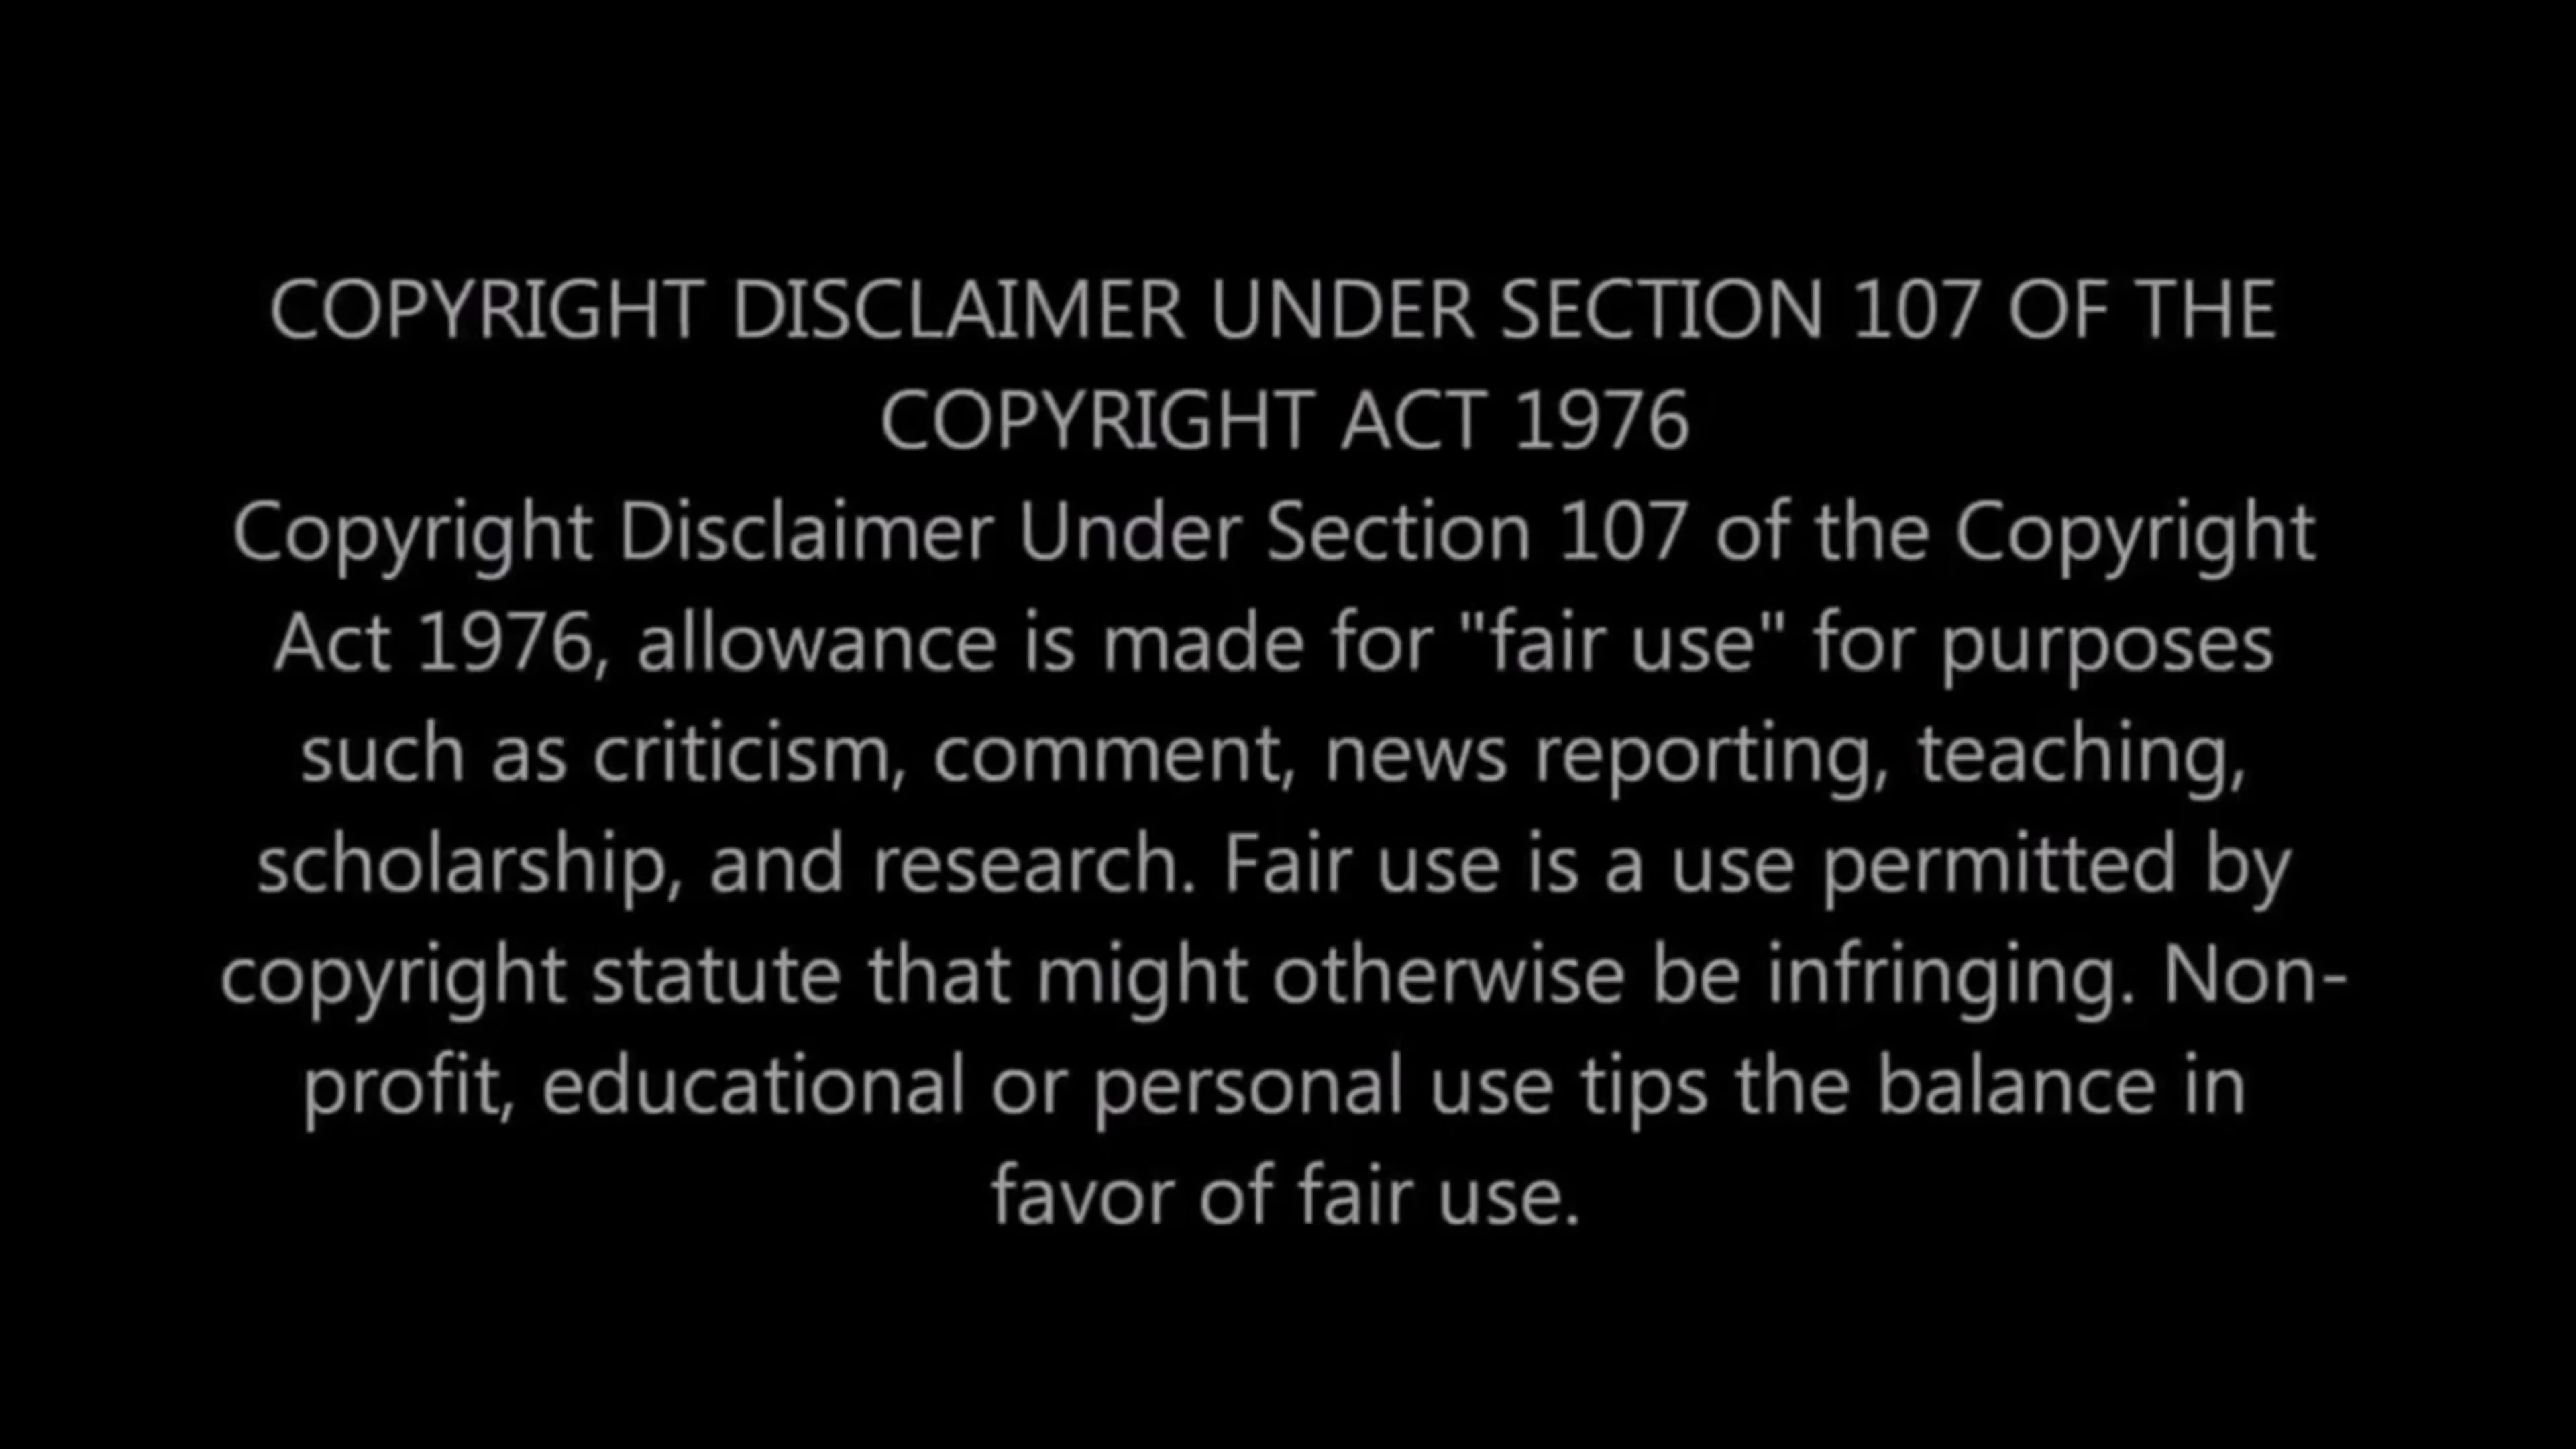 COPYRIGHT DISCLAIMER UNDER SECTION 107 OF THE
COPYRIGHT ACT 1976
Copyright Disclaimer Under Section 107 of the Copyright
Act 1976, allowance is made for "fair use" for purposes
such as criticism, comment, news reporting, teaching,
scholarship, and research. Fair use is a use permitted by
copyright statute that might otherwise be infringing. Non-
profit, educational or personal use tips the balance in
favor of fair use.